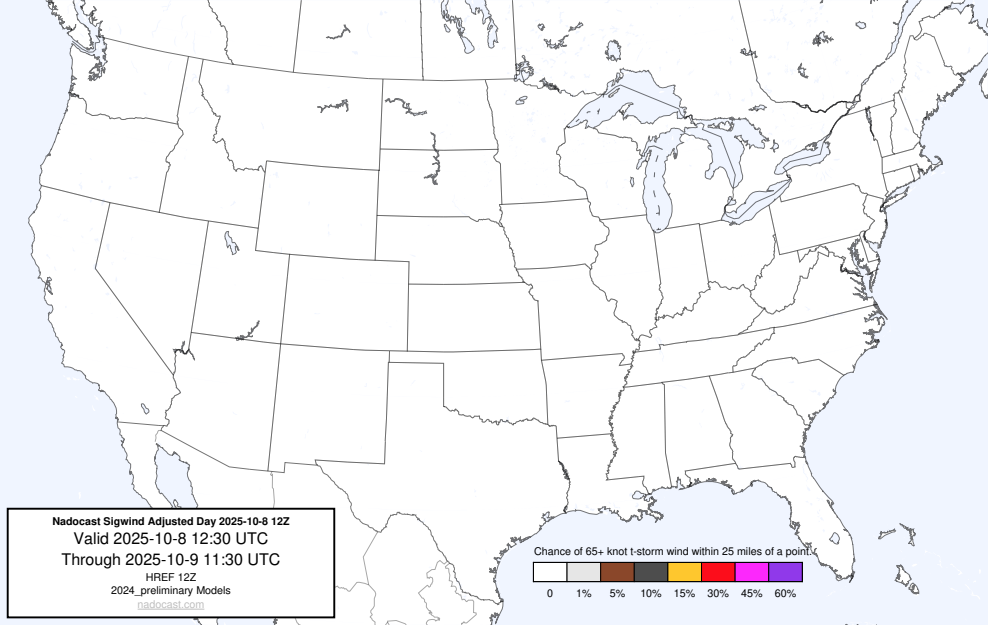 Nadocast Sigwind Adjusted Day 2025-10-8 12Z
Valid 2025-10-8 12:30 UTC
Through 2025-10-9 11:30 UTC
HREF 12Z
2024_preliminary Models
nadocast.com
Chance of 65+ knot t-storm wind within 25 miles of a point.
0 1% 5% 10% 15% 30% 45% 60%